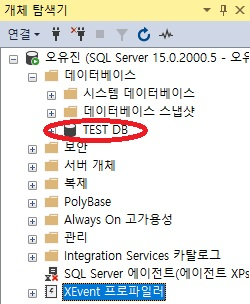 개체 탐색기
연결
오유진 (SQL Server 15.0.2000.5 - 오유
데이터베이스
시스템 데이터베이스
데이터베이스 스냅샷
TEST DB
보안
서버 개체
복제
PolyBase
Always On 고가용성
관리
Integration Services 카탈로그
SQL Server 에이전트(에이전트 XPs
XEvent 프로파일러